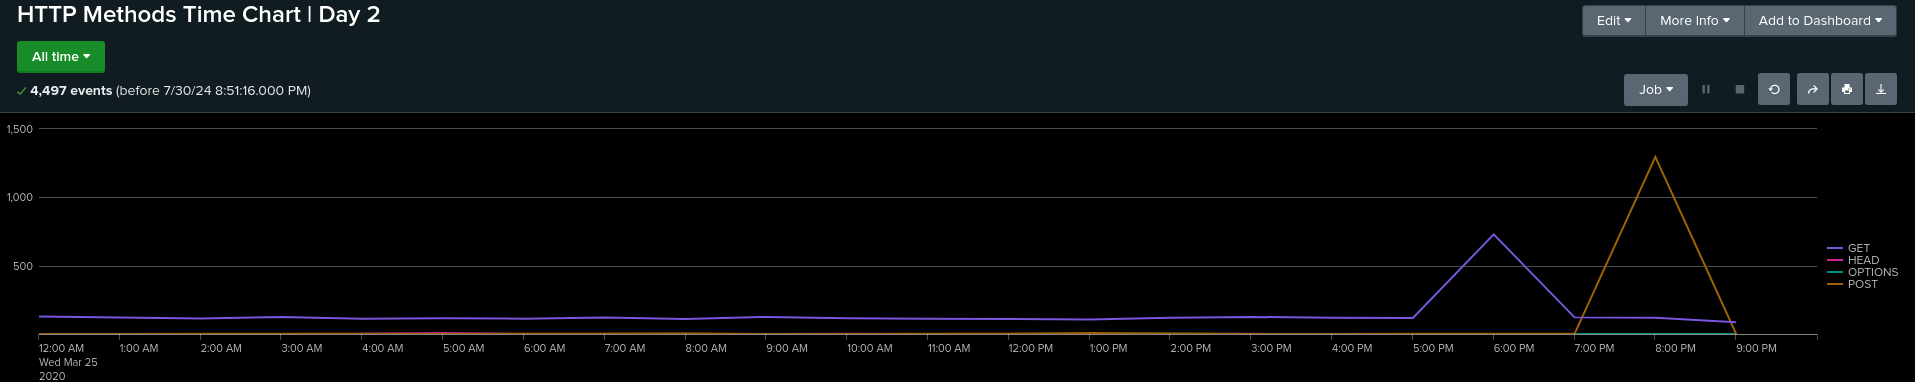 HTTP Methods Time Chart | Day 2
Edit More Info Add to Dashboard
All time
4,497 events (before 7/30/24 8:51:16.000 PM)
Job
1,500
1,000
500
GET
HEAD
OPTIONS
POST
12:00 AM 1:00 AM 2:00 AM 3:00 AM 4:00 AM 5:00 AM 6:00 AM 7:00 AM 8:00 AM 9:00 AM 10:00 AM 11:00 AM 12:00 PM 1:00 PM 2:00 PM 3:00 PM 4:00 PM 5:00 PM 6:00 PM 7:00 PM 8:00 PM 9:00 PM
Wed Mar 25
2020